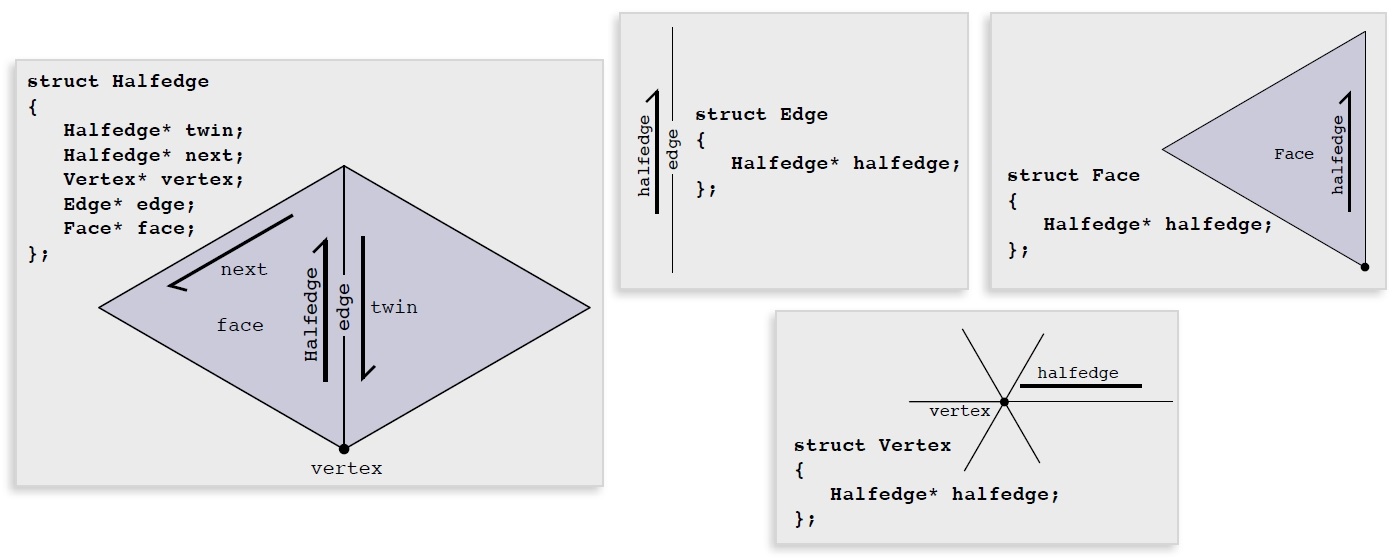 struct Halfedge
{
Halfedge* twin;
Halfedge* next;
Vertex* vertex;
Edge* edge;
Face* face;
};
next
face
Halfedge
edge
twin
vertex
halfedge
edge
struct Edge
{
Halfedge* halfedge;
};
Face
halfedge
struct Face
{
Halfedge* halfedge;
};
halfedge
vertex
struct Vertex
{
Halfedge* halfedge;
};